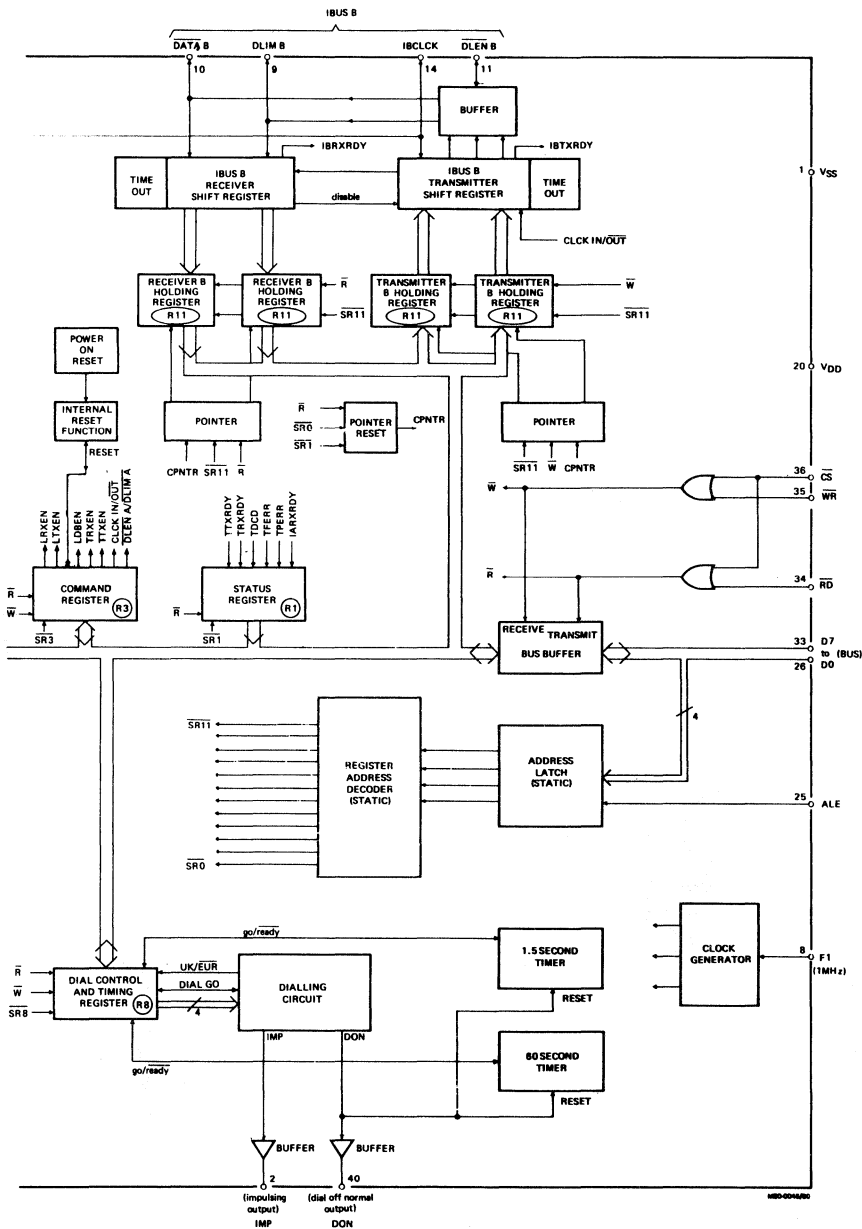 IBUS B
DATA B
DLIM B
IBCLCK
DLEN B
10
9
14
11
BUFFER
IBRXRDY
IBTXRDY
TIME OUT
IBUS B RECEIVER SHIFT REGISTER
disable
IBUS B TRANSMITTER SHIFT REGISTER
TIME OUT
1
VSS
CLCK IN/OUT
RECEIVER B HOLDING REGISTER
R11
RECEIVER B HOLDING REGISTER
R11
R
SR11
TRANSMITTER B HOLDING REGISTER
R11
TRANSMITTER B HOLDING REGISTER
R11
W
SR11
POWER ON RESET
20
VDD
INTERNAL RESET FUNCTION
RESET
POINTER
CPNTR
SR11
R
R
SR0
SR1
POINTER RESET
CPNTR
POINTER
SR11
W
CPNTR
36
CS
35
WR
W
LRXEN
LTXEN
LDBEN
TRXEN
TTXEN
CLCK IN/OUT
DLEN A/DLIM A
TTXRDY
TRXRDY
TDCD
TFERR
TPERR
IARXRDY
R
34
RD
R
W
COMMAND REGISTER
R3
SR3
R
STATUS REGISTER
R1
SR1
RECEIVE
TRANSMIT
BUS BUFFER
33
D7
to (BUS)
26
D0
4
SR11
SR0
REGISTER ADDRESS DECODER (STATIC)
ADDRESS LATCH (STATIC)
25
ALE
go/ready
1.5 SECOND TIMER
RESET
CLOCK GENERATOR
8
F1
(1MHz)
R
W
SR8
DIAL CONTROL AND TIMING REGISTER
R8
UK/EUR
DIAL GO
4
DIALLING CIRCUIT
IMP
DON
go/ready
60 SECOND TIMER
RESET
BUFFER
BUFFER
2
40
(impulsing output)
(dial off normal output)
IMP
DON
M80-0046/80